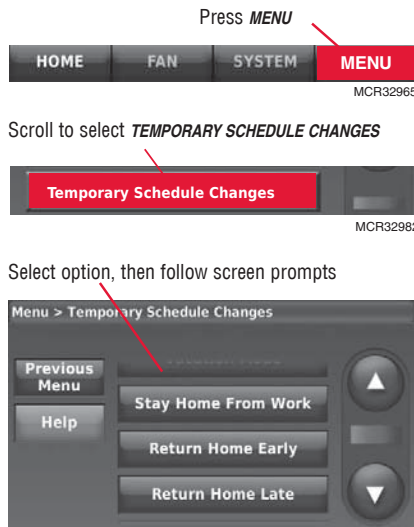 Press MENU
HOME FAN SYSTEM MENU
MCR32965
Scroll to select TEMPORARY SCHEDULE CHANGES
Temporary Schedule Changes
MCR32982
Select option, then follow screen prompts
Menu > Temporary Schedule Changes
Previous
Menu
Stay Home From Work
Help
Return Home Early
Return Home Late